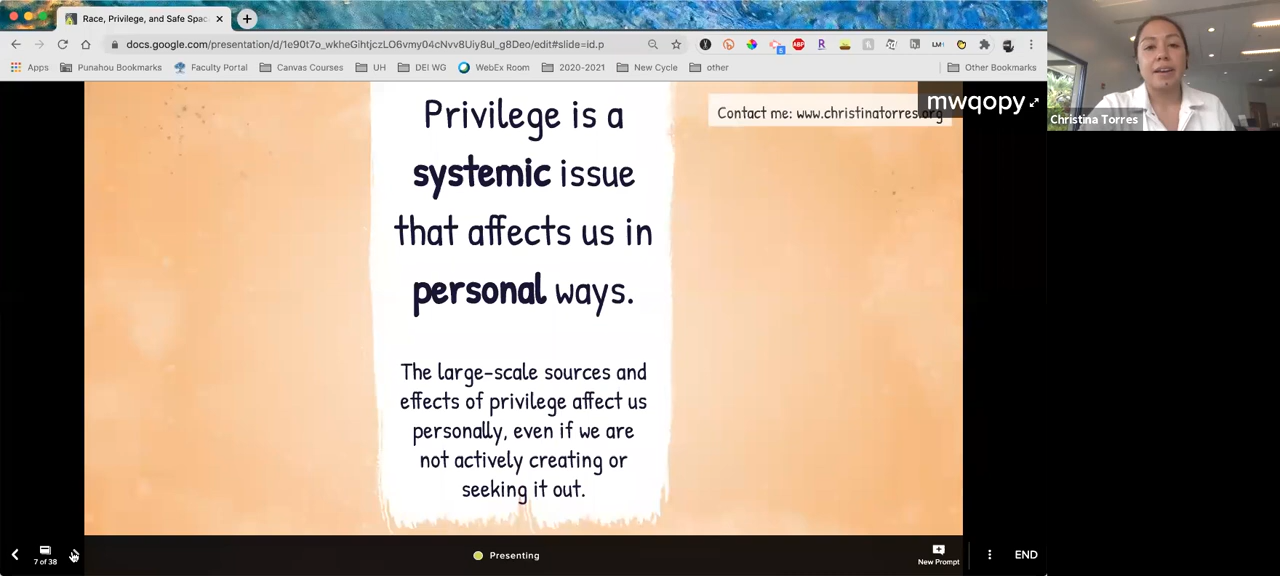 Race, Privilege, and Safe Spac
docs.google.com/presentation/d/1e90t7o_wkheGihtjczLO6vmy04cNvv8Uiy8ul_g8Deo/edit#slide=id.p
ABP
R
LM!
Apps
Punahou Bookmarks
Faculty Portal
Canvas Courses
UH
DEI WG
WebEx Room
2020-2021
New Cycle
other
Other Bookmarks
mwqopy
Contact me: www.christinatorres.org
Christina Torres
Privilege is a
systemic issue
that affects us in
personal ways.
The large-scale sources and
effects of privilege affect us
personally, even if we are
not actively creating or
seeking it out.
7 of 38
Presenting
New Prompt
END